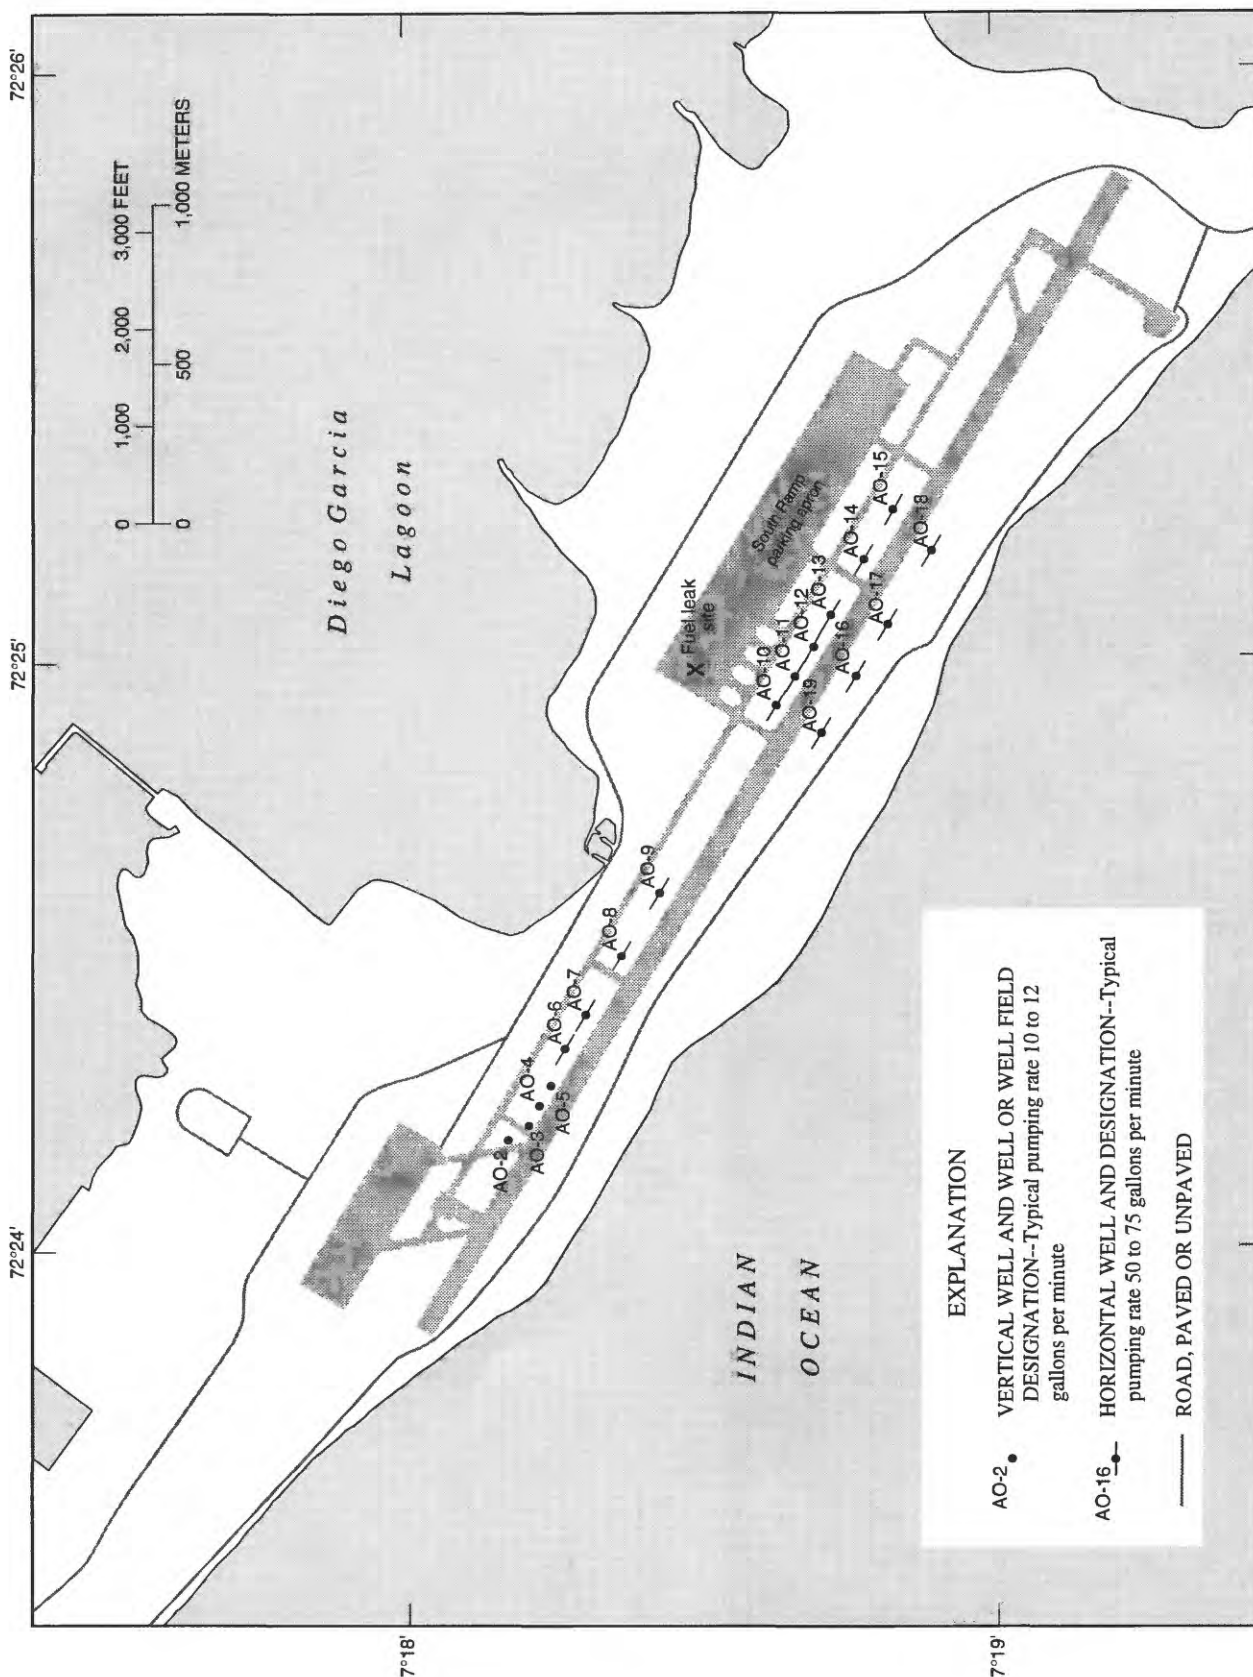 72°24'
72°25'
72°26'
7°18'
7°19'
0 1,000 2,000 3,000 FEET
0 500 1,000 METERS
Diego Garcia
Lagoon
INDIAN
OCEAN
Fuel leak
site
X
South Ramp
parking apron
AO-2
AO-3
AO-4
AO-5
AO-6
AO-7
AO-8
AO-9
AO-10
AO-11
AO-12
AO-13
AO-14
AO-15
AO-19
AO-16
AO-17
AO-18
EXPLANATION
AO-2 VERTICAL WELL AND WELL OR WELL FIELD
DESIGNATION--Typical pumping rate 10 to 12
gallons per minute
AO-16 HORIZONTAL WELL AND DESIGNATION--Typical
pumping rate 50 to 75 gallons per minute
ROAD, PAVED OR UNPAVED